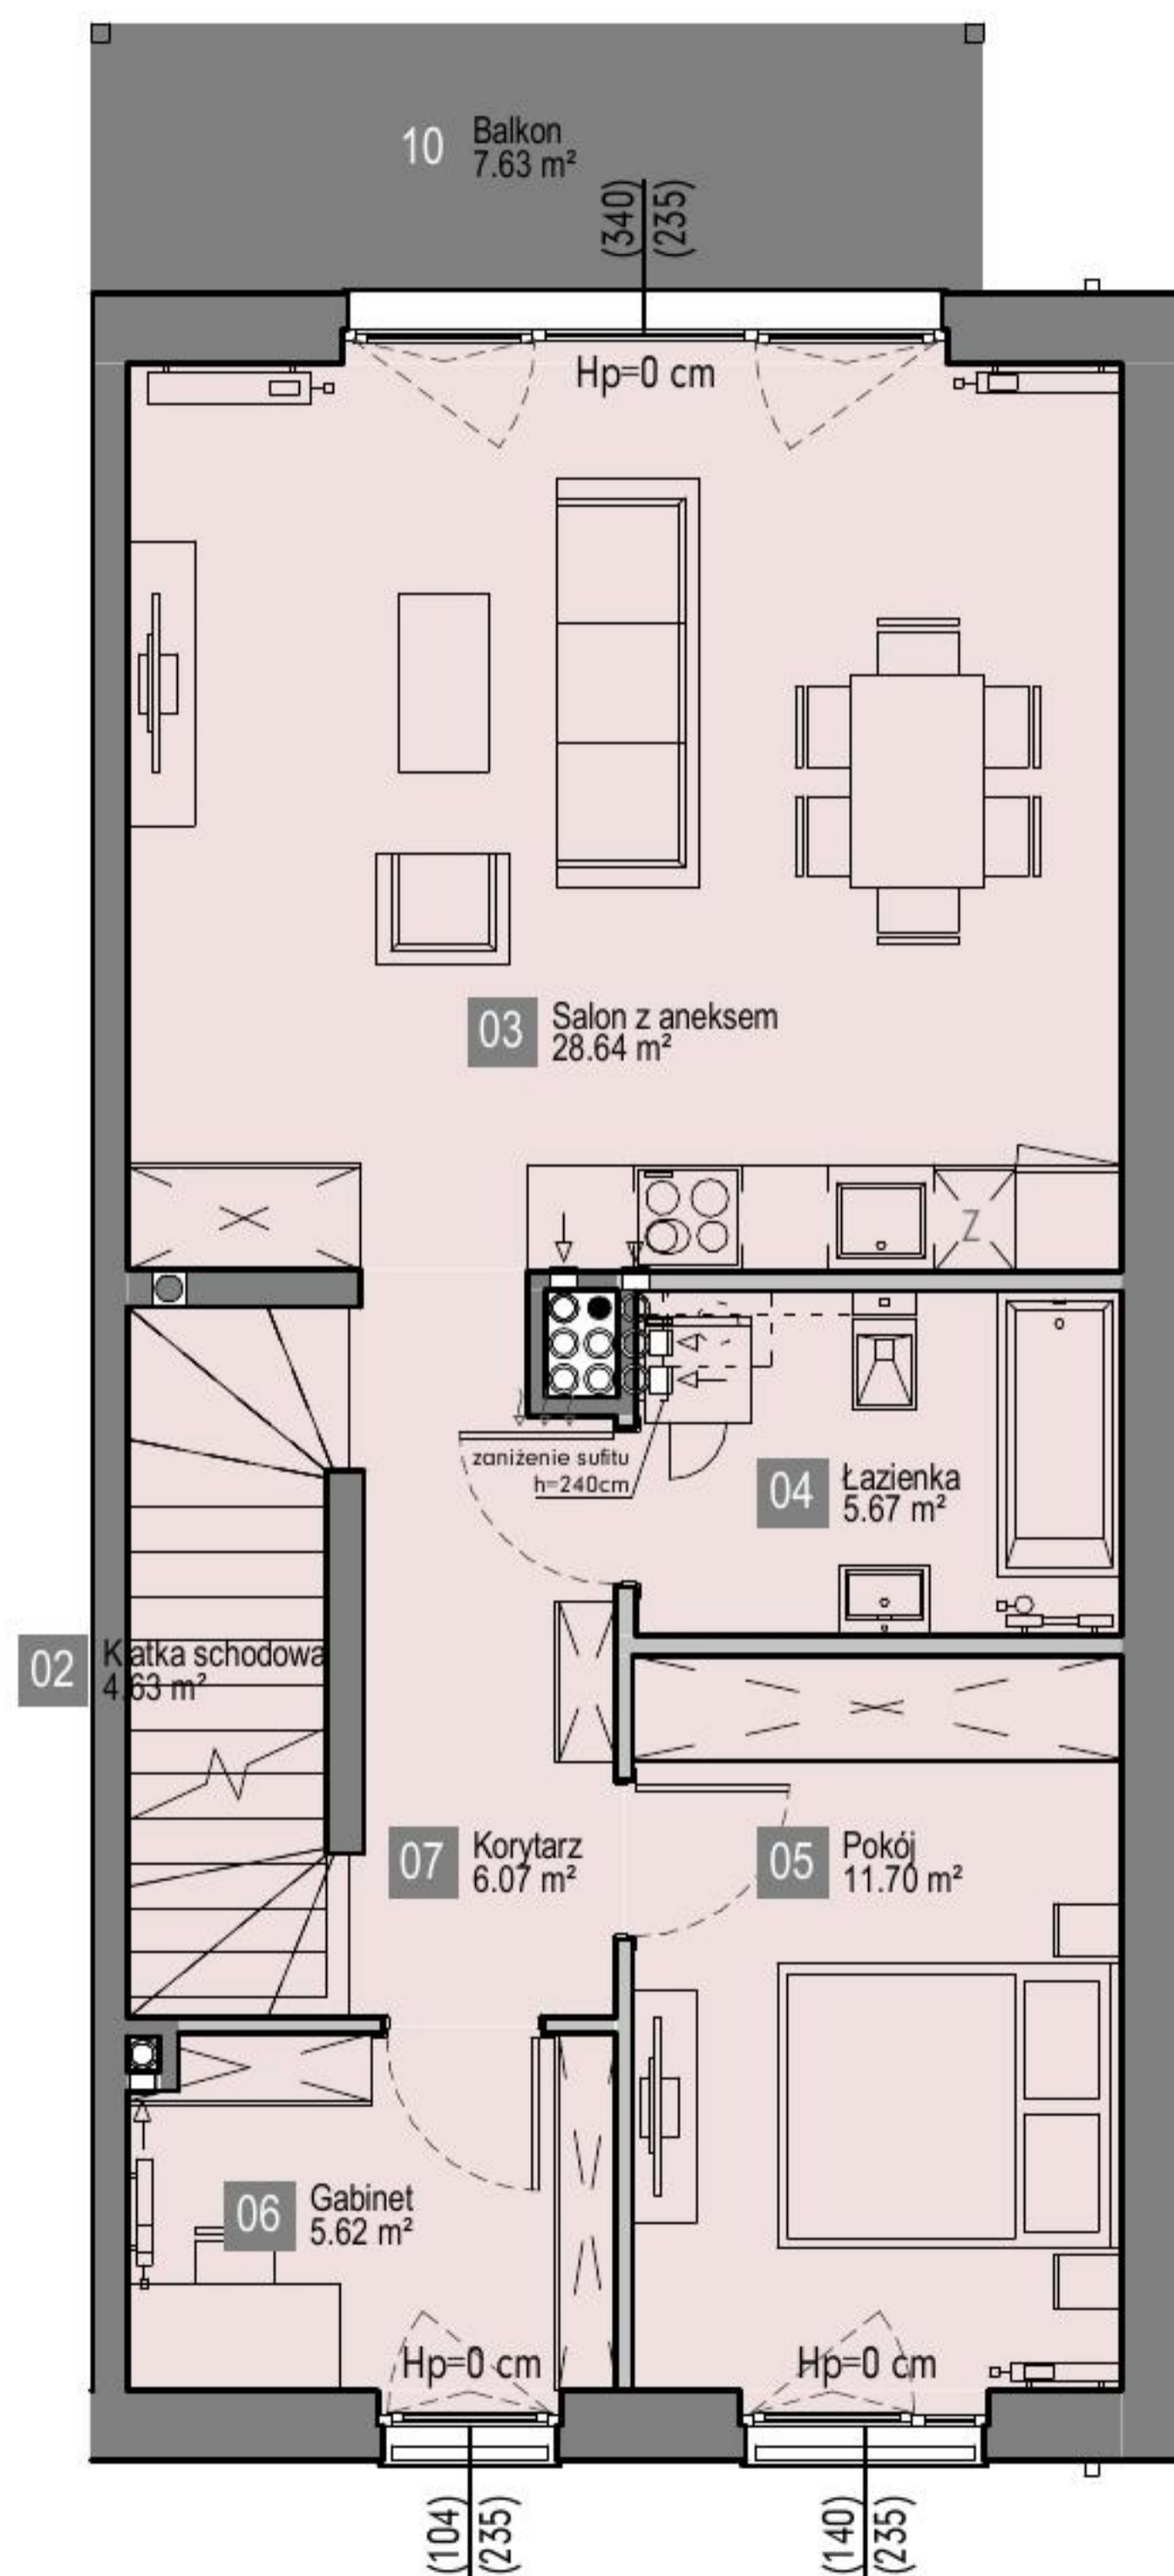 10 Balkon
7.63 m²
(340)
(235)
Hp=0 cm
03 Salon z aneksem
28.64 m²
Z
zaniżenie sufitu
h=240cm
04 Łazienka
5.67 m²
02 Klatka schodowa
4.63 m²
07 Korytarz
6.07 m²
05 Pokój
11.70 m²
06 Gabinet
5.62 m²
Hp=0 cm
Hp=0 cm
(104)
(235)
(140)
(235)